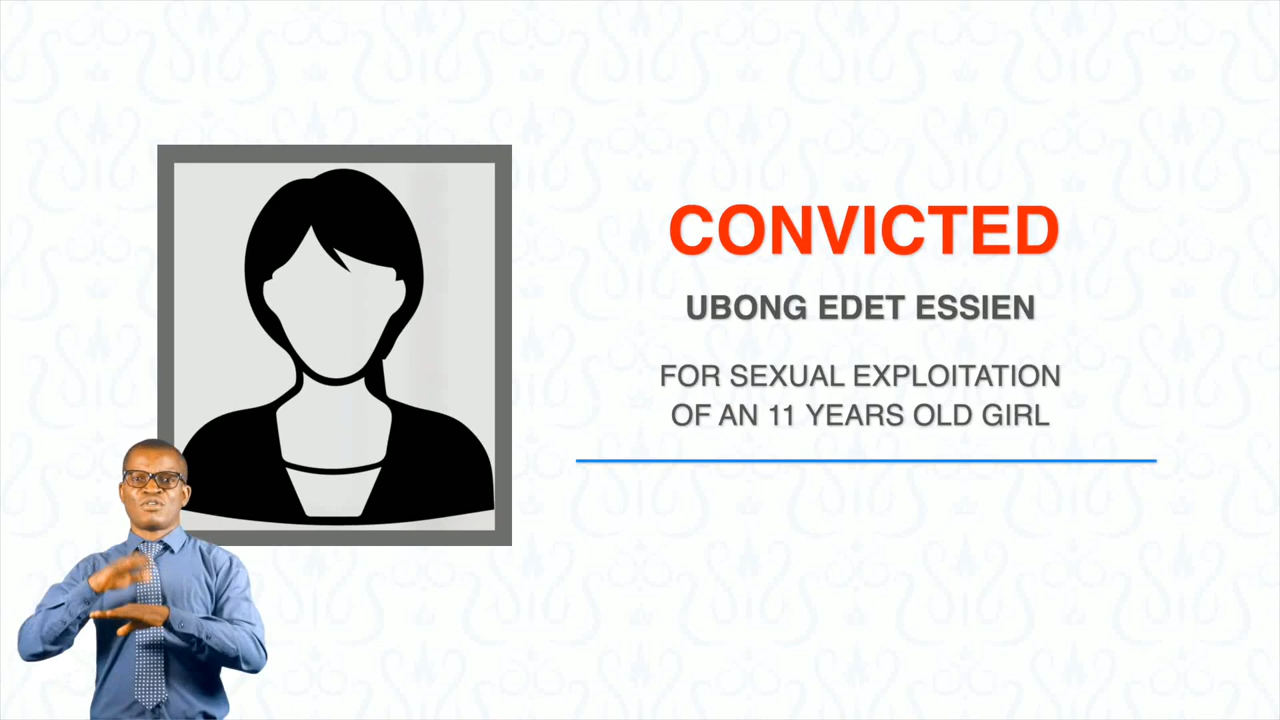 CONVICTED
UBONG EDET ESSIEN
FOR SEXUAL EXPLOITATION
OF AN 11 YEARS OLD GIRL